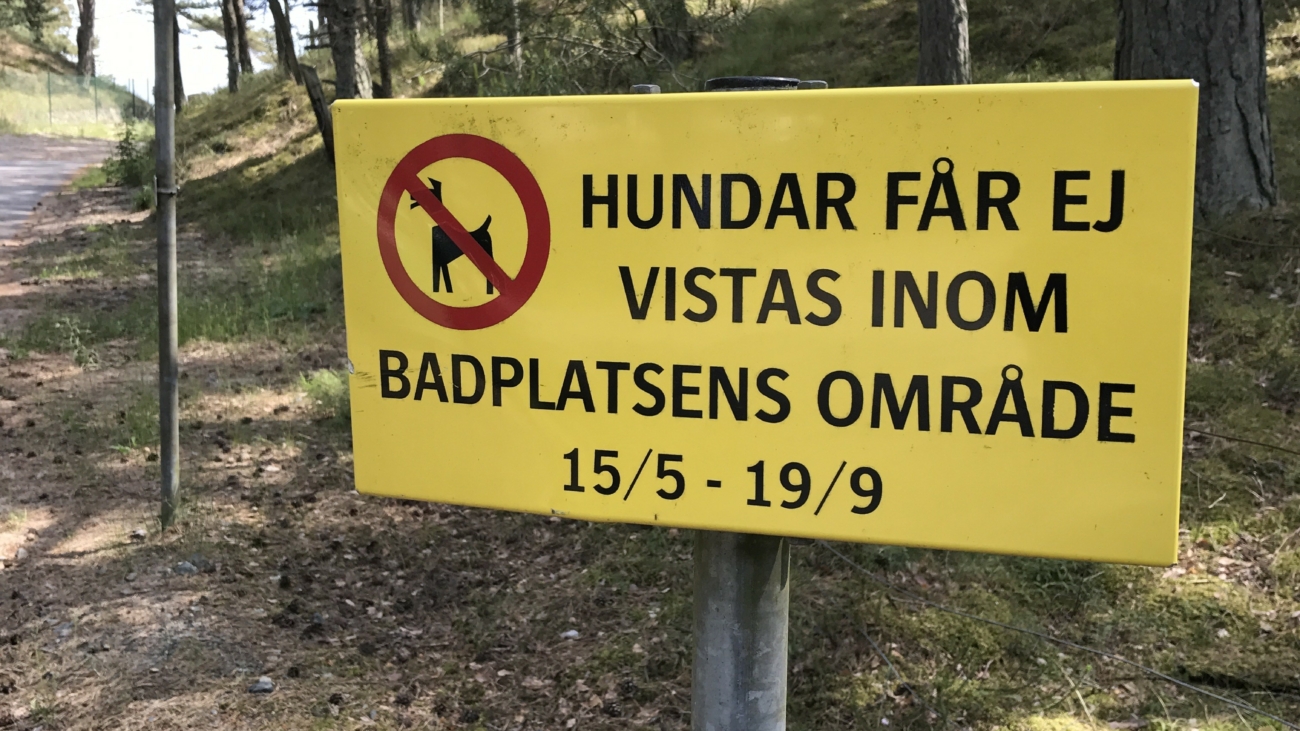 HUNDAR FÅR EJ
VISTAS INOM
BADPLATSENS OMRÅDE
15/5 - 19/9